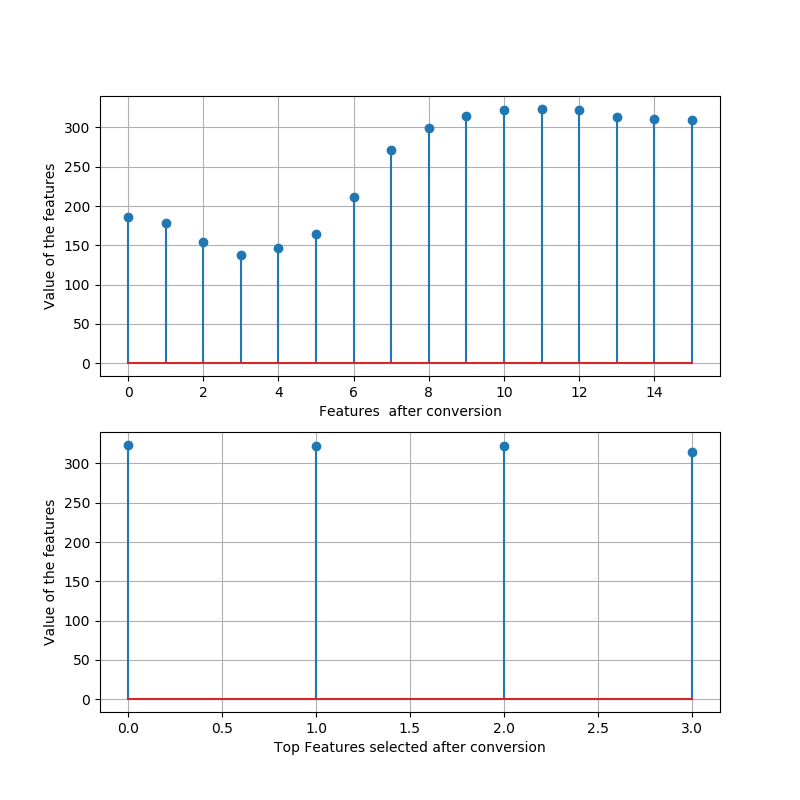 300
250
200
150
100
50
0
Value of the features
0 2 4 6 8 10 12 14
Features  after conversion
300
250
200
150
100
50
0
Value of the features
0.0 0.5 1.0 1.5 2.0 2.5 3.0
Top Features selected after conversion